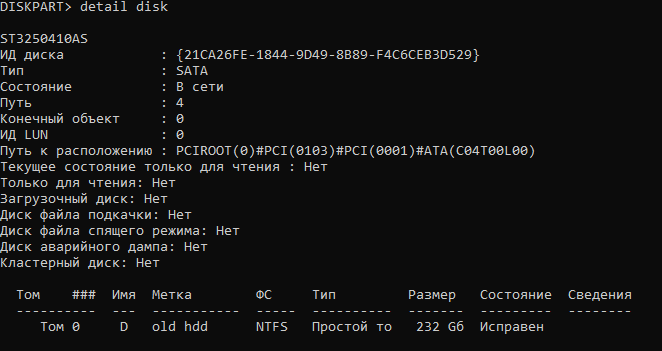 DISKPART> detail disk
ST3250410AS
ИД диска : {21CA26FE-1844-9D49-8B89-F4C6CEB3D529}
Тип : SATA
Состояние : В сети
Путь : 4
Конечный объект : 0
ИД LUN : 0
Путь к расположению : PCIROOT(0)#PCI(0103)#PCI(0001)#ATA(C04T00L00)
Текущее состояние только для чтения : Нет
Только для чтения: Нет
Загрузочный диск: Нет
Диск файла подкачки: Нет
Диск файла спящего режима: Нет
Диск аварийного дампа: Нет
Кластерный диск: Нет
Том ### Имя Метка ФС Тип Размер Состояние Сведения
---------- --- ----------- ----- ---------- ------- --------- --------
Том 0 D old hdd NTFS Простой то 232 Gб Исправен